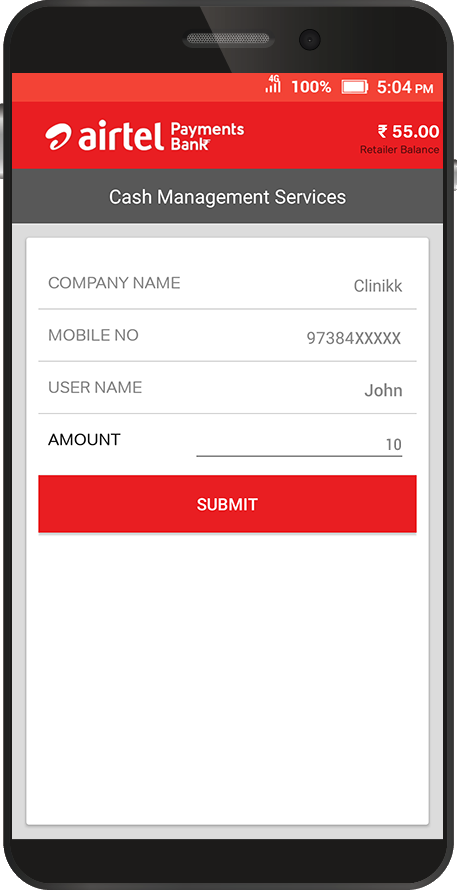 4G 100% 5:04 PM
airtel Payments Bank
₹ 55.00
Retailer Balance
Cash Management Services
COMPANY NAME Clinikk
MOBILE NO 97384XXXXX
USER NAME John
AMOUNT 10
SUBMIT